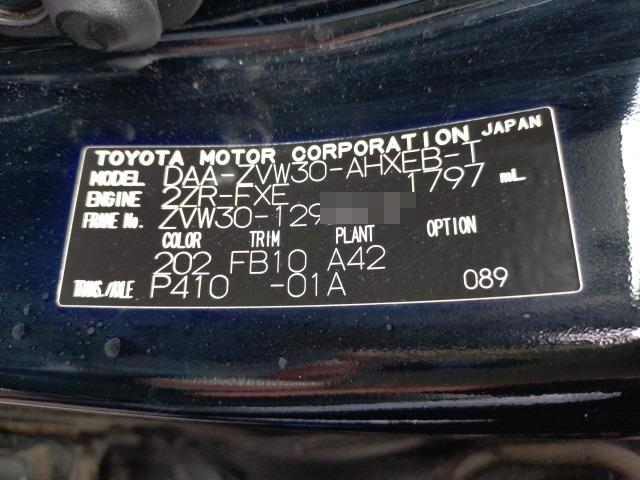 TOYOTA MOTOR CORPORATION JAPAN
MODEL DAA-ZVW30-AHXEB-T
ENGINE 2ZR-FXE 1797 mL
FRAME No. ZVW30-129
COLOR TRIM PLANT OPTION
202 FB10 A42
TRANS./AXLE P410 -01A 089